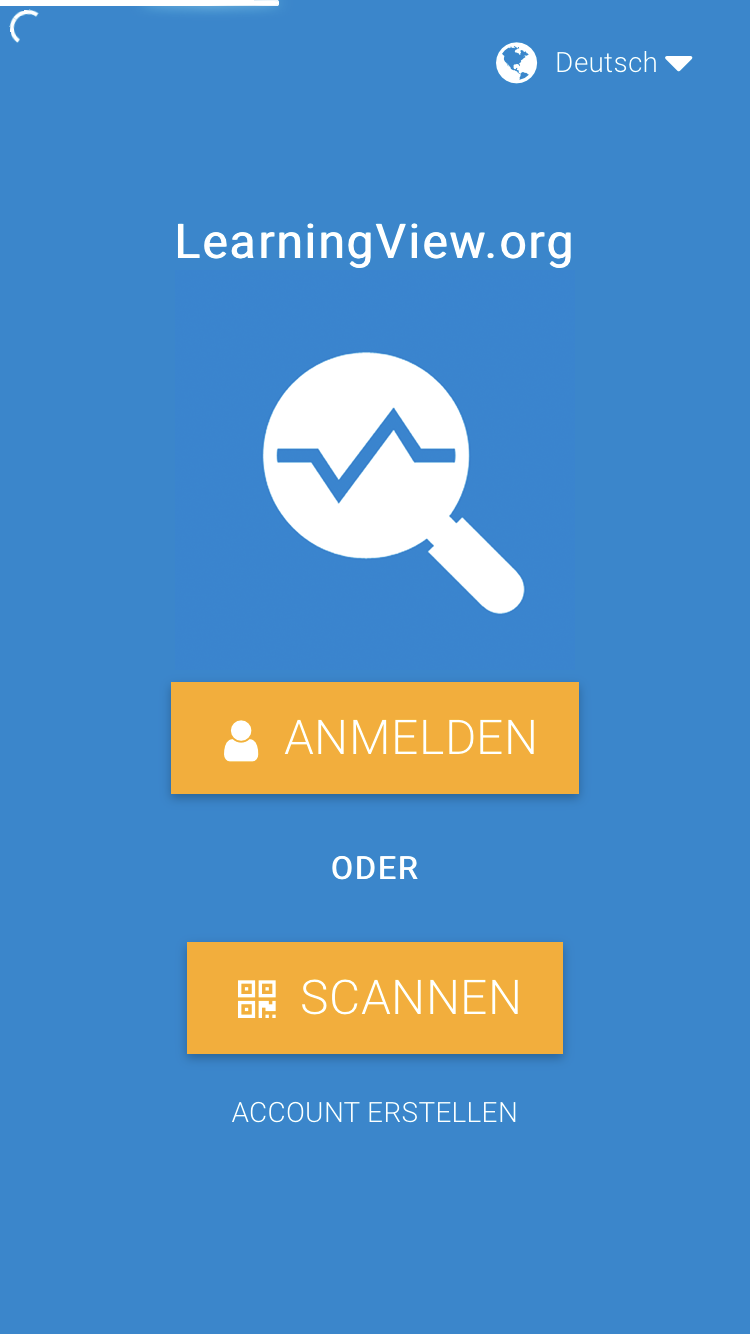 Deutsch
LearningView.org
ANMELDEN
ODER
SCANNEN
ACCOUNT ERSTELLEN